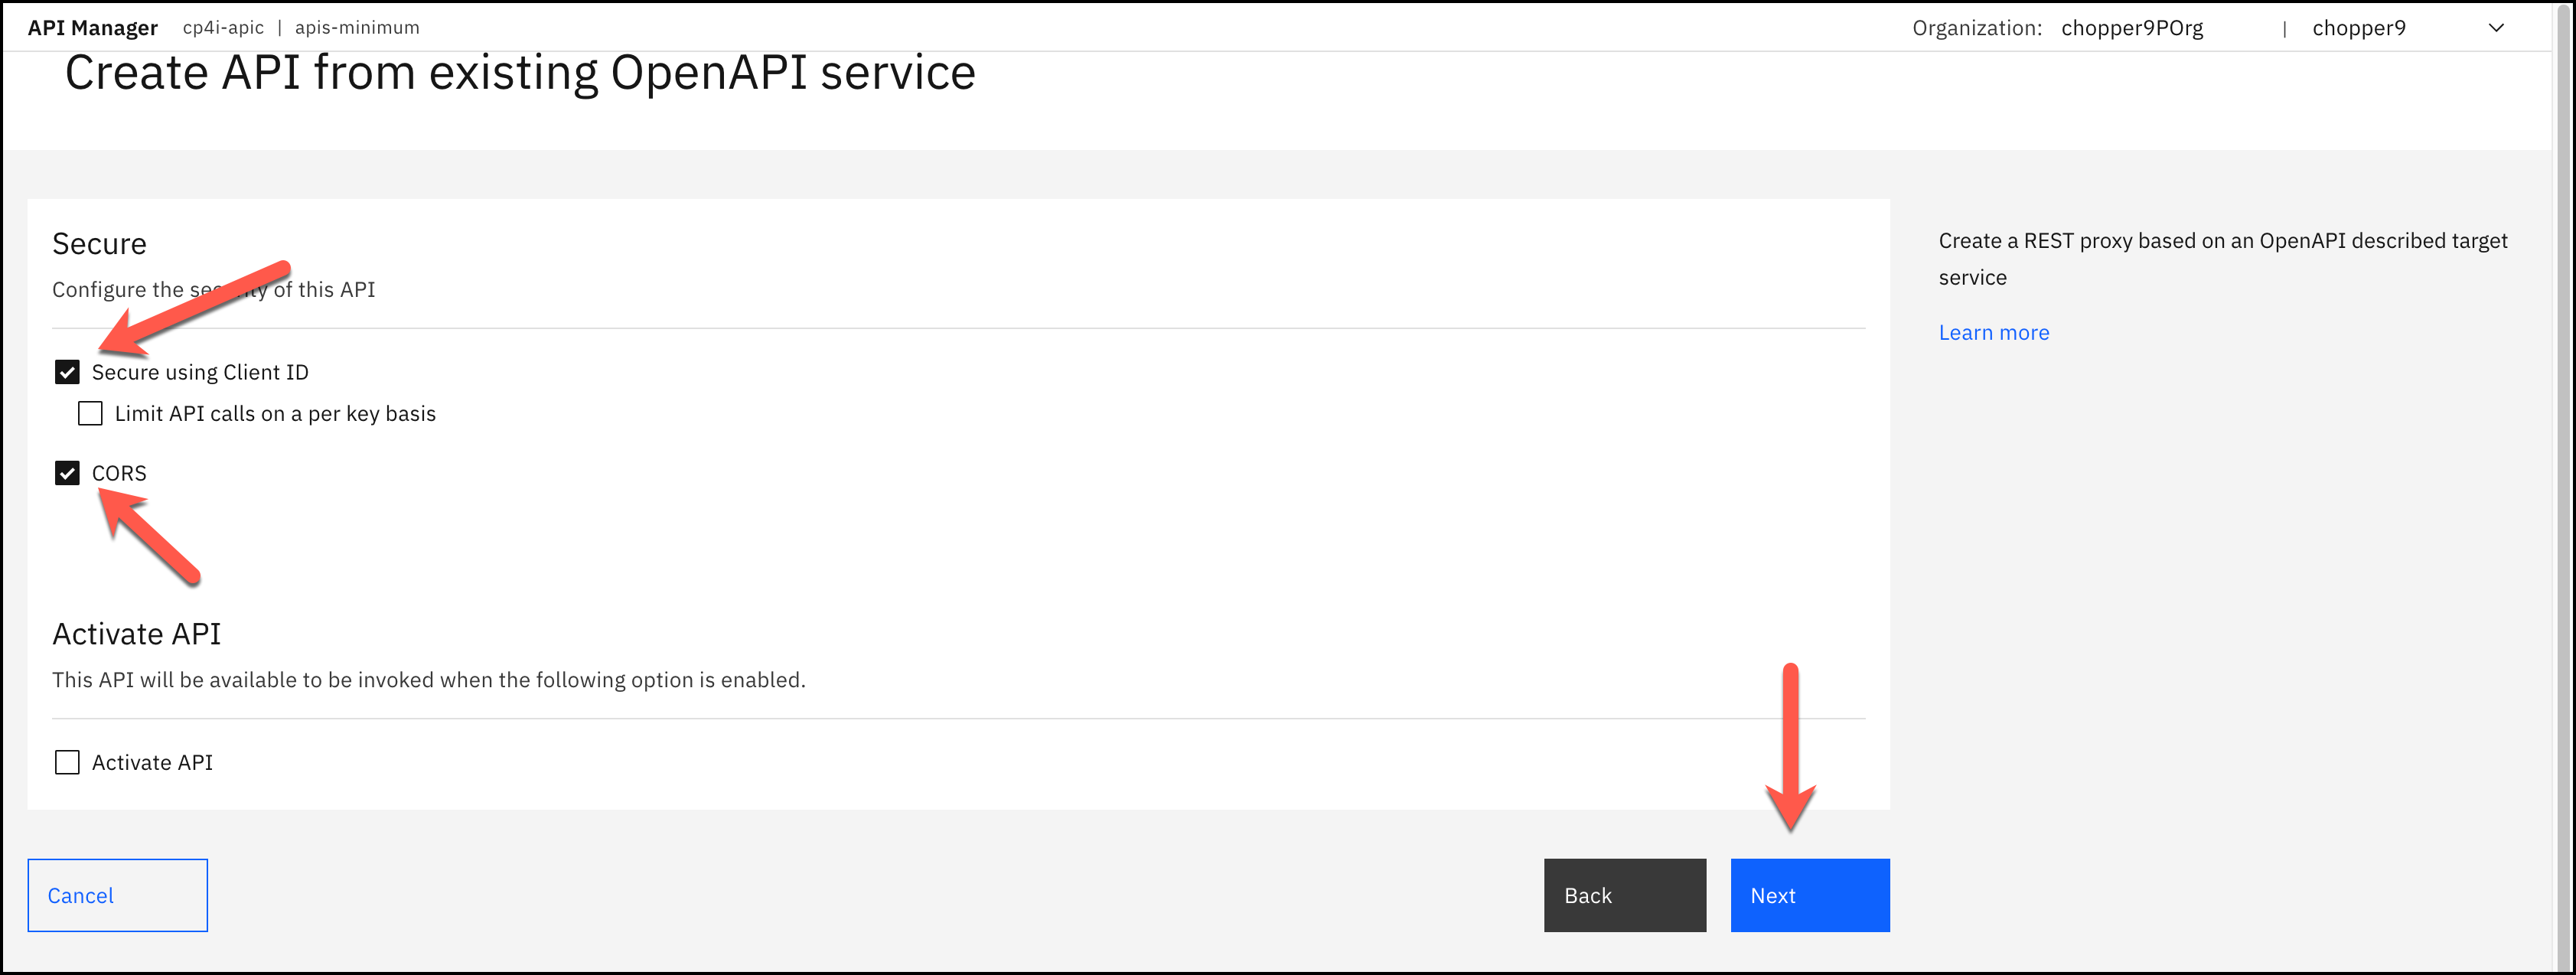 API Manager cp4i-apic | apis-minimum Organization: chopper9POrg | chopper9
Create API from existing OpenAPI service
Secure
Configure the security of this API
Secure using Client ID
Limit API calls on a per key basis
CORS
Activate API
This API will be available to be invoked when the following option is enabled.
Activate API
Create a REST proxy based on an OpenAPI described target
service
Learn more
Cancel
Back
Next